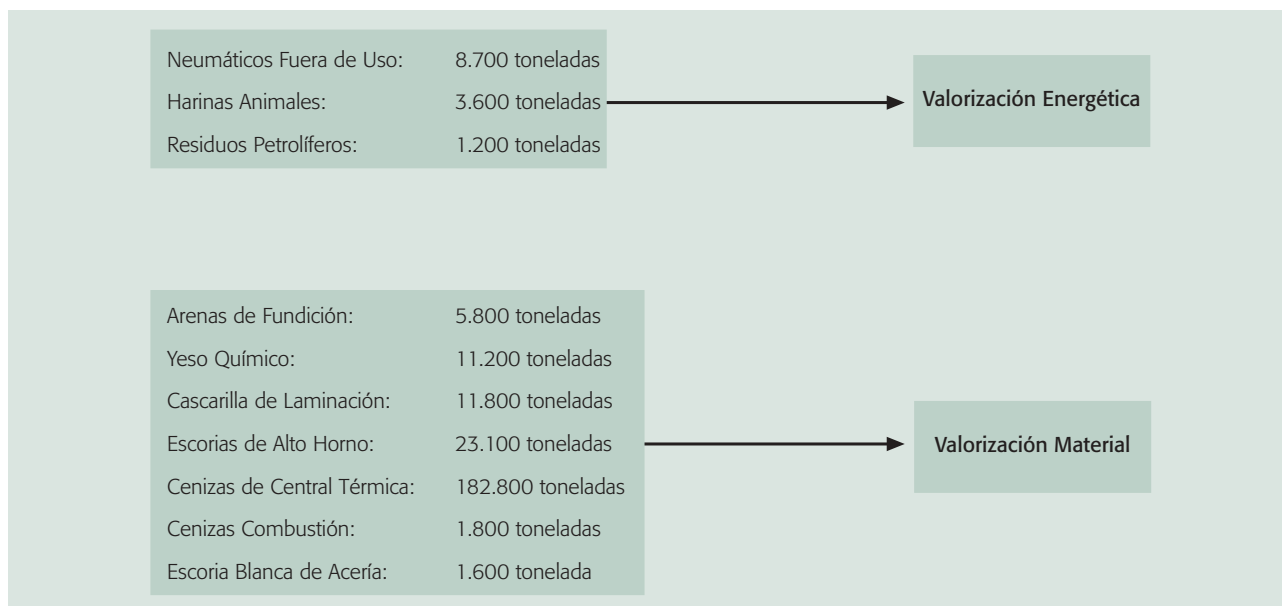 Neumáticos Fuera de Uso: 8.700 toneladas
Harinas Animales: 3.600 toneladas
Residuos Petrolíferos: 1.200 toneladas
Valorización Energética
Arenas de Fundición: 5.800 toneladas
Yeso Químico: 11.200 toneladas
Cascarilla de Laminación: 11.800 toneladas
Escorias de Alto Horno: 23.100 toneladas
Cenizas de Central Térmica: 182.800 toneladas
Cenizas Combustión: 1.800 toneladas
Escoria Blanca de Acería: 1.600 tonelada
Valorización Material